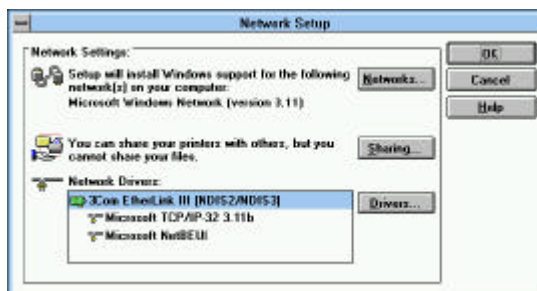 Network Setup
Network Settings:
Setup will install Windows support for the following
network(s) on your computer:
Microsoft Windows Network (version 3.11)
Networks...
You can share your printers with others, but you
cannot share your files.
Sharing...
Network Drivers:
3Com EtherLink III [NDIS2/NDIS3]
Microsoft TCP/IP-32 3.11b
Microsoft NetBEUI
Drivers...
OK
Cancel
Help